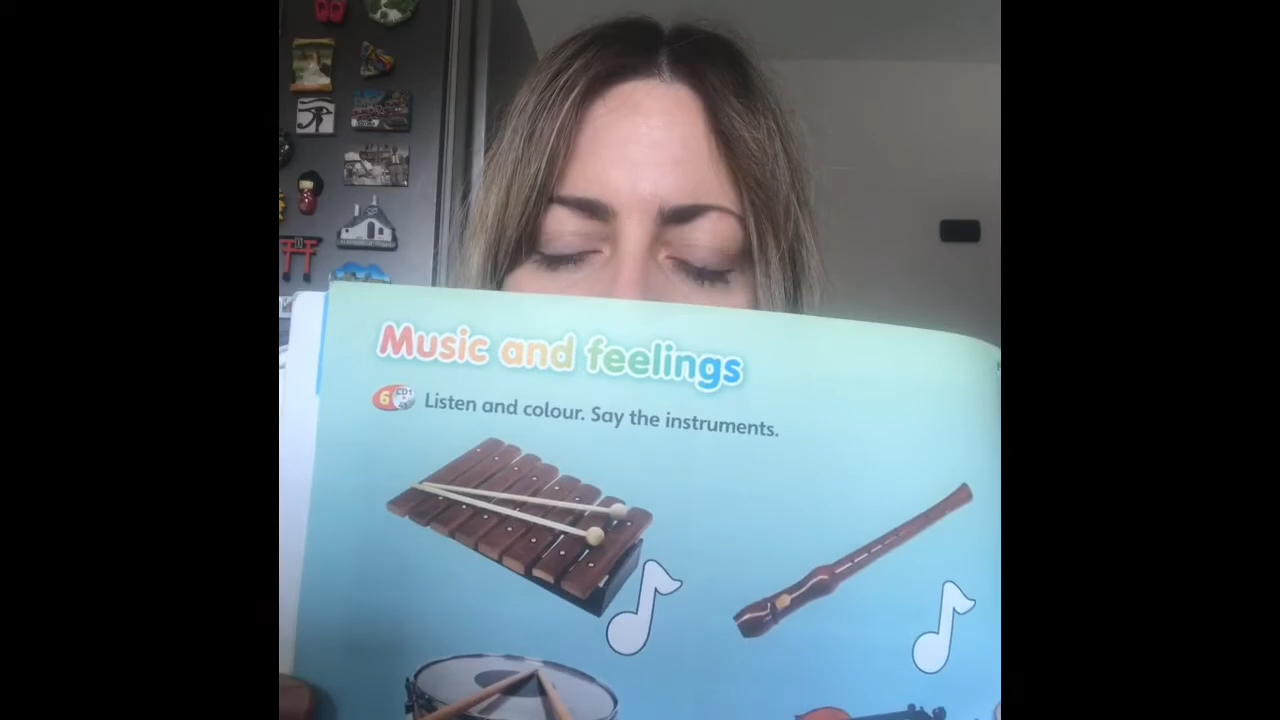 Music and feelings
6 CD1 Listen and colour. Say the instruments.